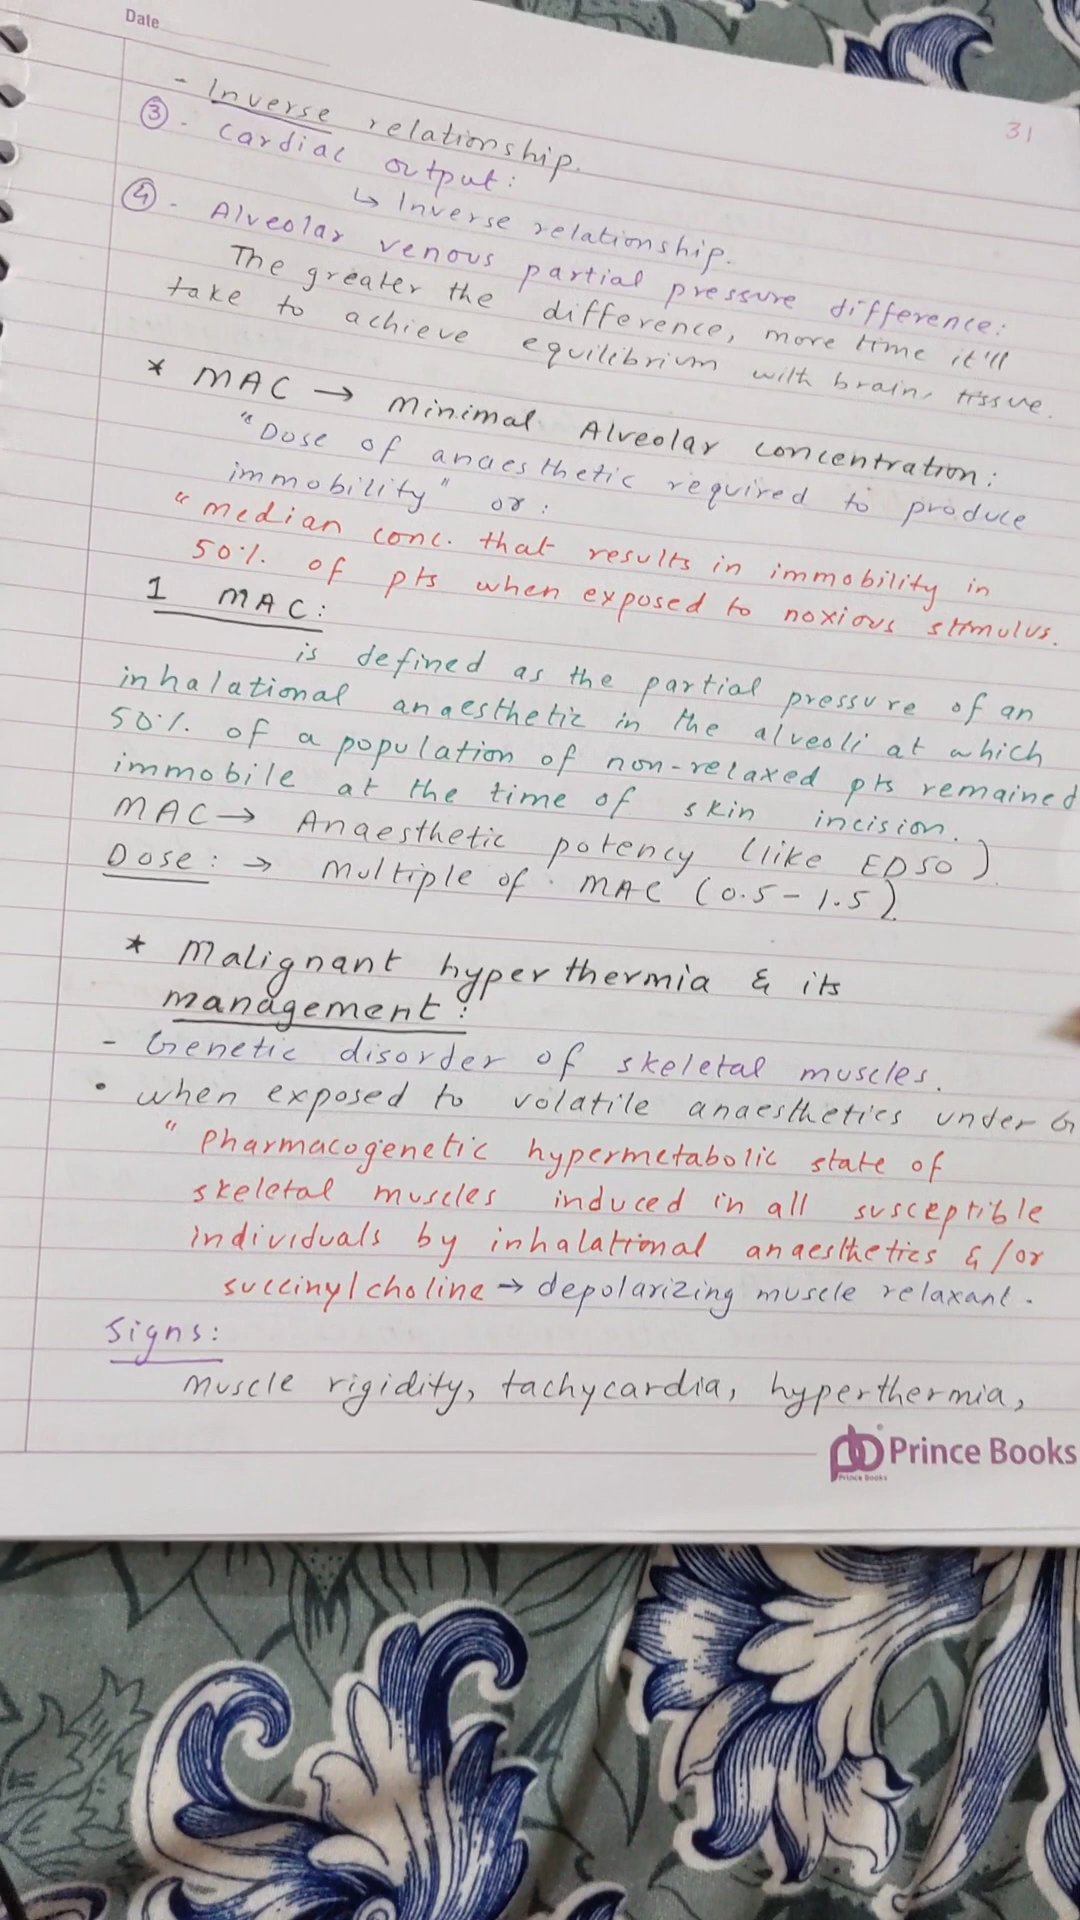 Date
31
- Inverse relationship.
③ - cardiac output:
↳ Inverse relationship.
④ - Alveolar venous partial pressure difference:
The greater the difference, more time it'll
take to achieve equilibrium with brain, tissue.
* MAC → Minimal Alveolar concentration:
"Dose of anaesthetic required to produce
immobility" or:
"median conc. that results in immobility in
50% of pts when exposed to noxious stimulus.
1 MAC:
is defined as the partial pressure of an
inhalational anaesthetic in the alveoli at which
50% of a population of non-relaxed pts remained
immobile at the time of skin incision.
MAC → Anaesthetic potency (like ED50)
Dose: → Multiple of MAC (0.5 - 1.5)
* Malignant hyperthermia & its
management:
- Genetic disorder of skeletal muscles.
• when exposed to volatile anaesthetics under G
"Pharmacogenetic hypermetabolic state of
skeletal muscles induced in all susceptible
individuals by inhalational anaesthetics &/or
succinylcholine → depolarizing muscle relaxant.
Signs:
Muscle rigidity, tachycardia, hyperthermia,
pb Prince Books
Prince Books